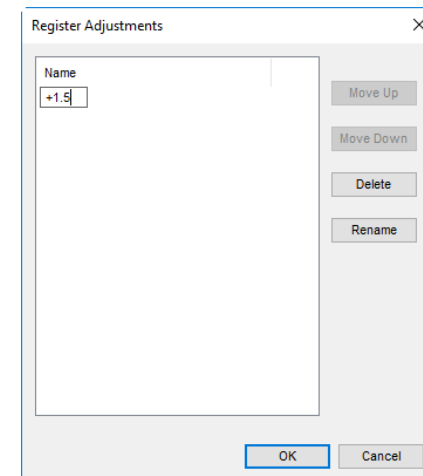 Register Adjustments
Name
+1.5
Move Up
Move Down
Delete
Rename
OK
Cancel